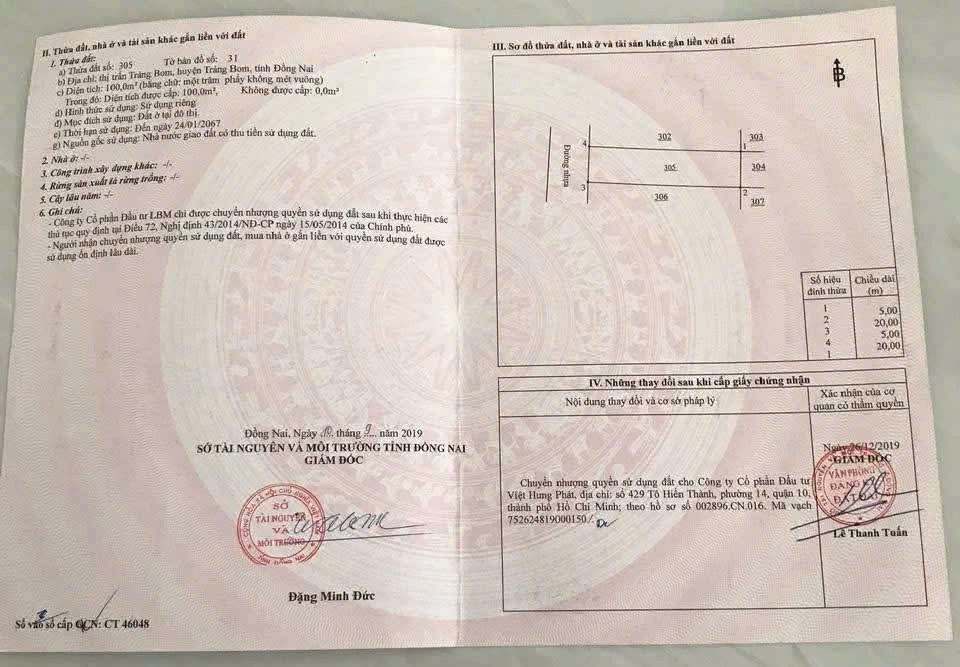 II. Thửa đất, nhà ở và tài sản khác gắn liền với đất
1. Thửa đất:
a) Thửa đất số: 305 Tờ bản đồ số: 31
b) Địa chỉ: thị trấn Trảng Bom, huyện Trảng Bom, tỉnh Đồng Nai
c) Diện tích: 100,0m², (bằng chữ: một trăm phẩy không mét vuông)
Trong đó: Diện tích được cấp: 100,0m², Không được cấp: 0,0m²
d) Hình thức sử dụng: Sử dụng riêng
đ) Mục đích sử dụng: Đất ở tại đô thị.
e) Thời hạn sử dụng: Đến ngày 24/01/2067
g) Nguồn gốc sử dụng: Nhà nước giao đất có thu tiền sử dụng đất.
2. Nhà ở: -/-
3. Công trình xây dựng khác: -/-
4. Rừng sản xuất là rừng trồng: -/-
5. Cây lâu năm: -/-
6. Ghi chú:
- Công ty Cổ phần Đầu tư LBM chỉ được chuyển nhượng quyền sử dụng đất sau khi thực hiện các
thủ tục quy định tại Điều 72, Nghị định 43/2014/NĐ-CP ngày 15/05/2014 của Chính phủ.
- Người nhận chuyển nhượng quyền sử dụng đất, mua nhà ở gắn liền với quyền sử dụng đất được
sử dụng ổn định lâu dài.
Đồng Nai, Ngày 10 tháng 9 năm 2019
SỞ TÀI NGUYÊN VÀ MÔI TRƯỜNG TỈNH ĐỒNG NAI
GIÁM ĐỐC
SỞ
TÀI NGUYÊN
VÀ
MÔI TRƯỜNG
TỈNH ĐỒNG NAI
Đặng Minh Đức
Số vào sổ cấp GCN: CT 46048
III. Sơ đồ thửa đất, nhà ở và tài sản khác gắn liền với đất
B
Đường nhựa
4 302 1 303
305 304
3 306 2 307
Số hiệu đỉnh thửa Chiều dài (m)
1
5,00
2
20,00
3
5,00
4
20,00
1
IV. Những thay đổi sau khi cấp giấy chứng nhận
Nội dung thay đổi và cơ sở pháp lý
Xác nhận của cơ
quan có thẩm quyền
Chuyển nhượng quyền sử dụng đất cho Công ty Cổ phần Đầu tư
Việt Hưng Phát, địa chỉ: số 429 Tô Hiến Thành, phường 14, quận 10,
thành phố Hồ Chí Minh; theo hồ sơ số 002896.CN.016. Mã vạch
752624819000150/.
Ngày 26/12/2019
GIÁM ĐỐC
VĂN PHÒNG
ĐĂNG KÝ
ĐẤT ĐAI
Lê Thanh Tuấn